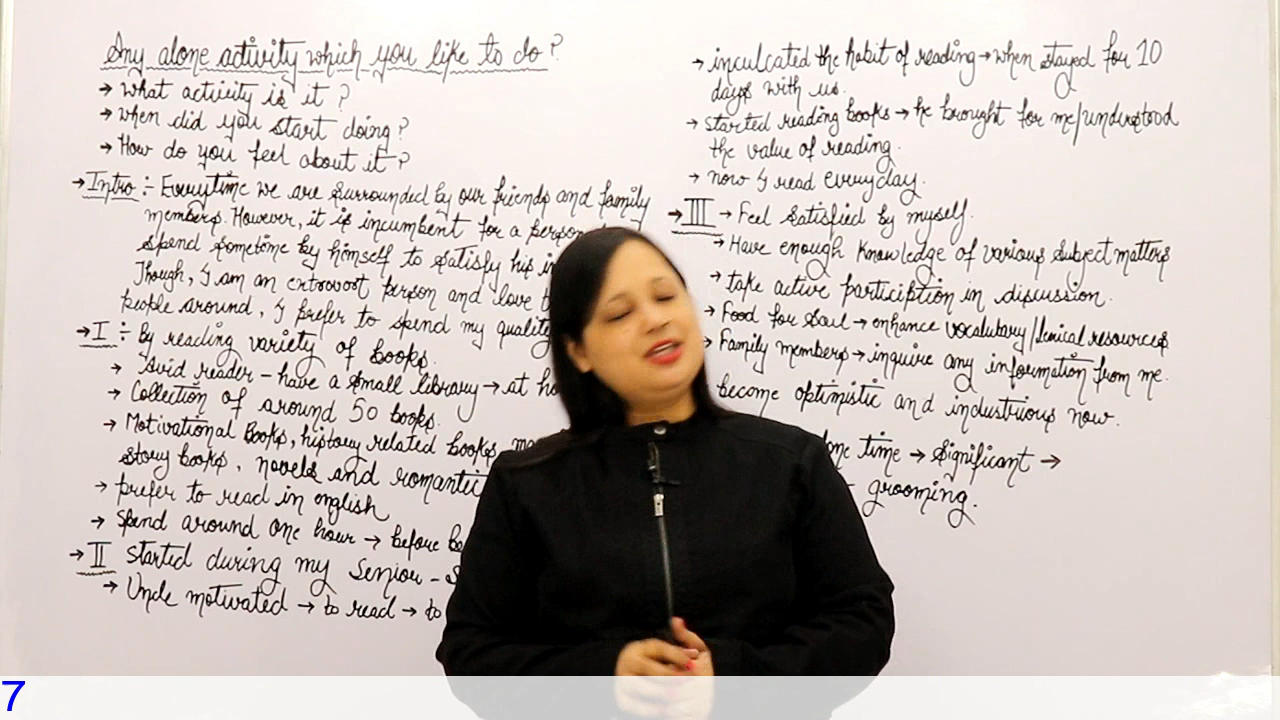 Any alone activity which you like to do?
→ what activity is it ?
→ when did you start doing?
→ How do you feel about it ?
→ Intro :- Everytime we are surrounded by our friends and family
members. However, it is incumbent for a person
spend sometime by himself to satisfy his
Though, I am an extrovort person and love
people around, I prefer to spend my quality
→ I :- By reading variety of books.
→ Avid reader - have a small library → at
→ Collection of around 50 books.
→ Motivational Books, history related books,
story books, novels and romantic
→ prefer to read in english
→ Spend around one hour → before
→ II Started during my Senior -
→ Uncle motivated → to read → to
→ inculcated the habit of reading → when stayed for 10
days with us.
→ started reading books → he brought for me/understood
the value of reading.
→ now I read everyday.
→ III → Feel satisfied by myself.
→ Have enough knowledge of various subject matters
→ take active participtton in discussion.
→ Food for Soul → enhance vocalubary/lexical resources
→ Family members → inquire any information from me.
become optimistic and industrious now.
time → significant →
grooming.
7